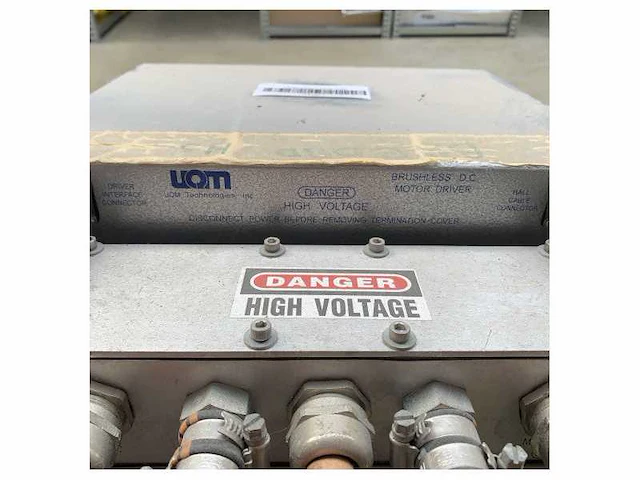 DRIVER
INTERFACE
CONNECTOR
UQM
UQM Technologies, Inc
DANGER
HIGH VOLTAGE
BRUSHLESS D.C.
MOTOR DRIVER
HALL
CABLE
CONNECTOR
DISCONNECT POWER BEFORE REMOVING TERMINATION COVER
DANGER
HIGH VOLTAGE